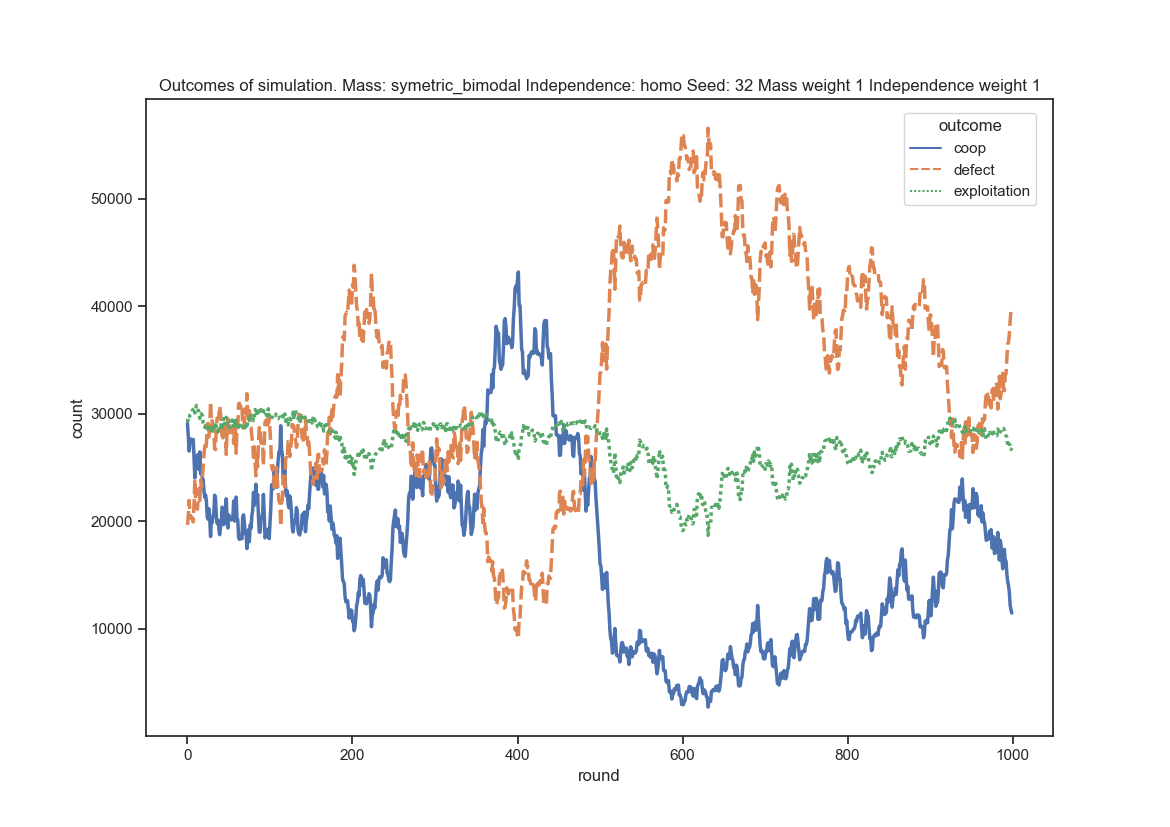 Outcomes of simulation. Mass: symetric_bimodal Independence: homo Seed: 32 Mass weight 1 Independence weight 1
outcome
coop
defect
exploitation
50000
40000
30000
20000
10000
count
0 200 400 600 800 1000
round